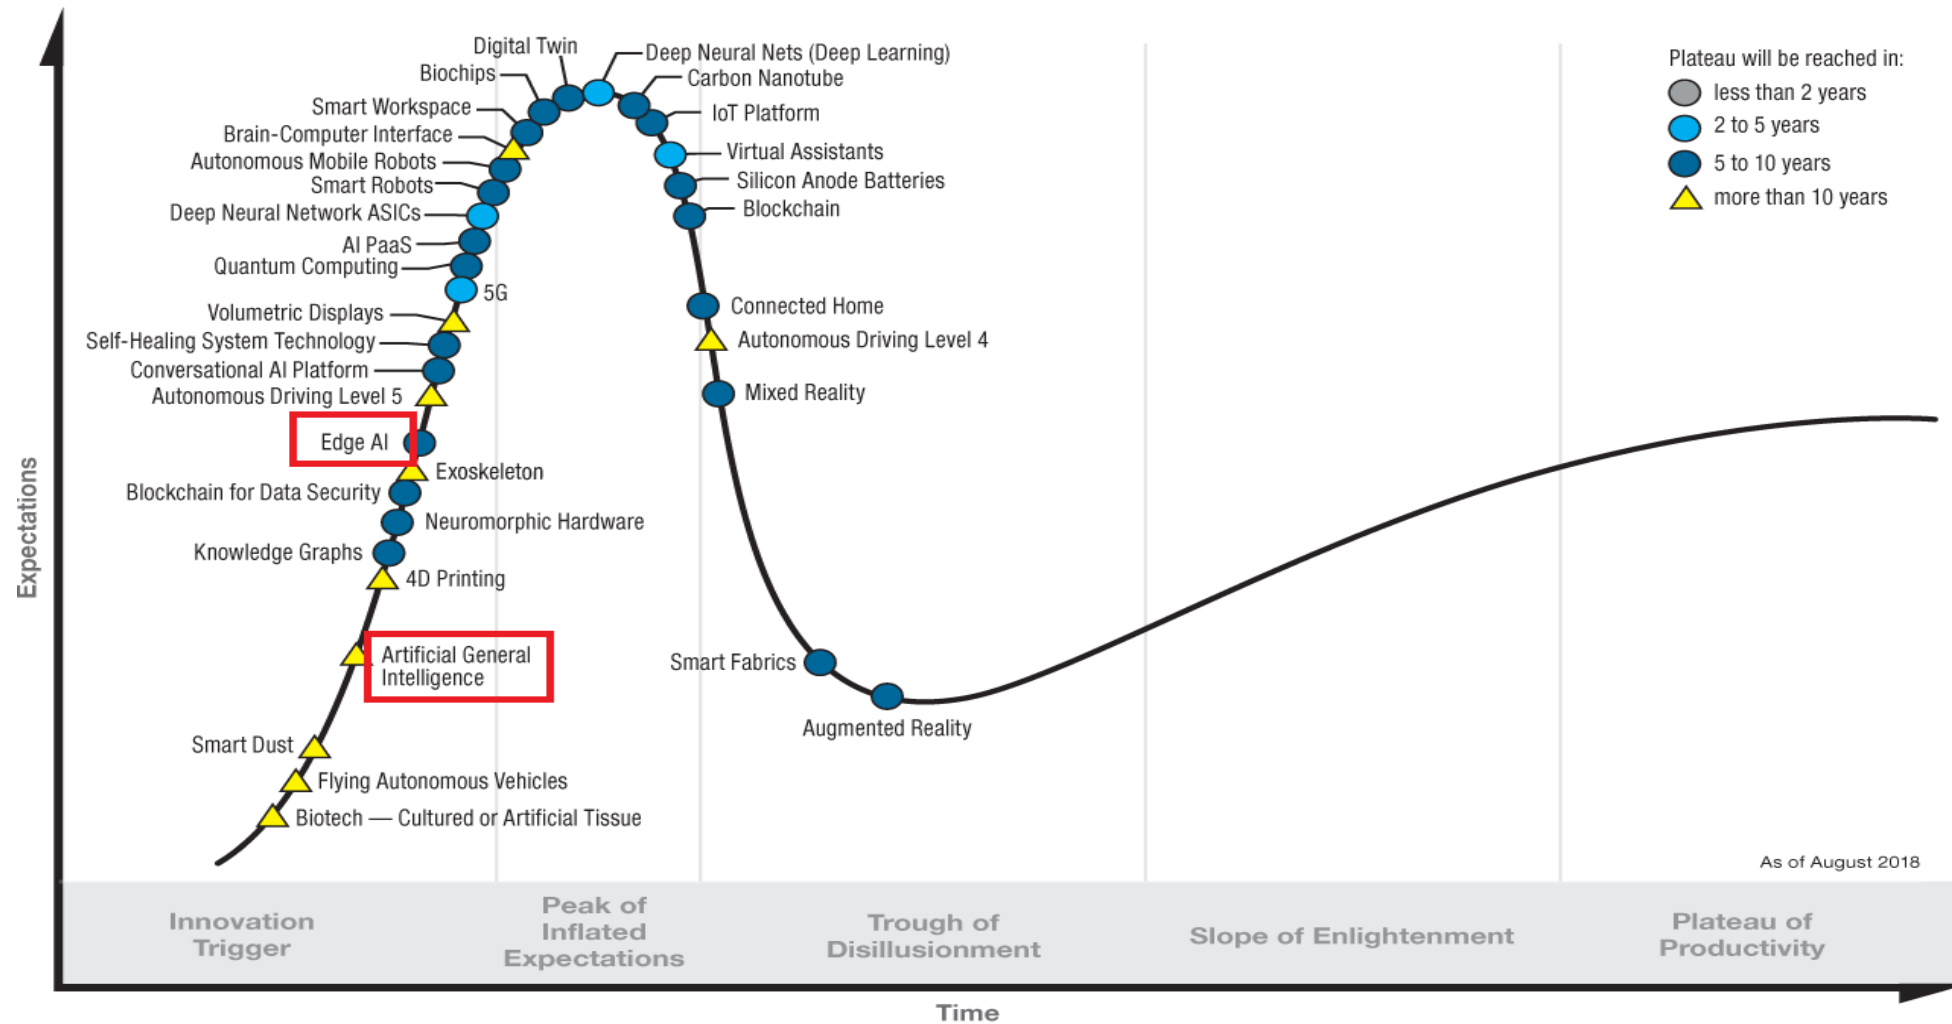 Digital Twin
Deep Neural Nets (Deep Learning)
Biochips
Carbon Nanotube
Smart Workspace
IoT Platform
Brain-Computer Interface
Virtual Assistants
Autonomous Mobile Robots
Silicon Anode Batteries
Smart Robots
Blockchain
Deep Neural Network ASICs
AI PaaS
Quantum Computing
5G
Volumetric Displays
Connected Home
Self-Healing System Technology
Autonomous Driving Level 4
Conversational AI Platform
Mixed Reality
Autonomous Driving Level 5
Edge AI
Exoskeleton
Blockchain for Data Security
Neuromorphic Hardware
Knowledge Graphs
4D Printing
Artificial General
Intelligence
Smart Fabrics
Augmented Reality
Smart Dust
Flying Autonomous Vehicles
Biotech — Cultured or Artificial Tissue
Plateau will be reached in:
less than 2 years
2 to 5 years
5 to 10 years
more than 10 years
As of August 2018
Expectations
Innovation
Trigger
Peak of
Inflated
Expectations
Trough of
Disillusionment
Slope of Enlightenment
Plateau of
Productivity
Time